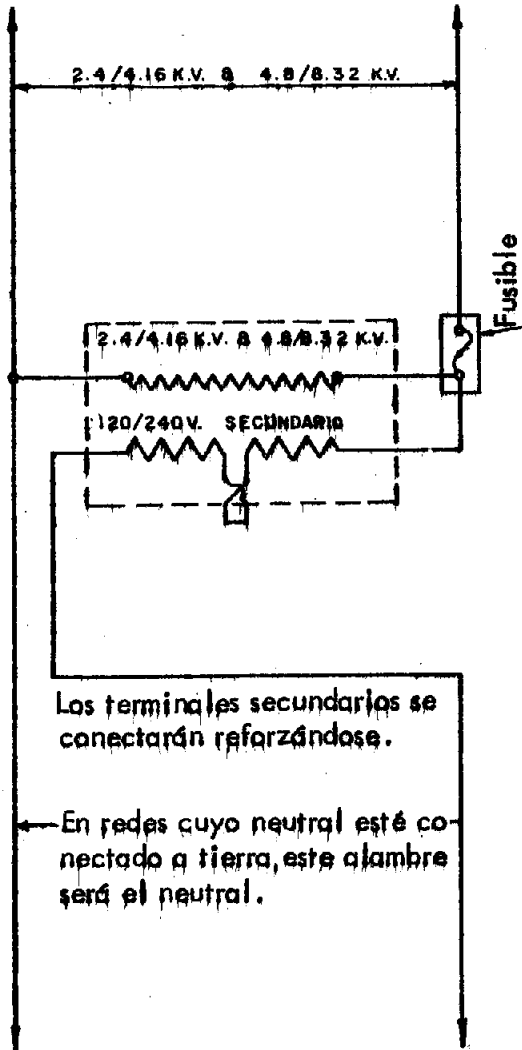 2.4/4.16 K.V. a 4.8/8.32 K.V.
Fusible
2.4/4.16 K.V. a 4.8/8.32 K.V.
120/240V. SECUNDARIO
Los terminales secundarios se
conectarán reforzándose.
En redes cuyo neutral esté co-
nectado a tierra, este alambre
será el neutral.